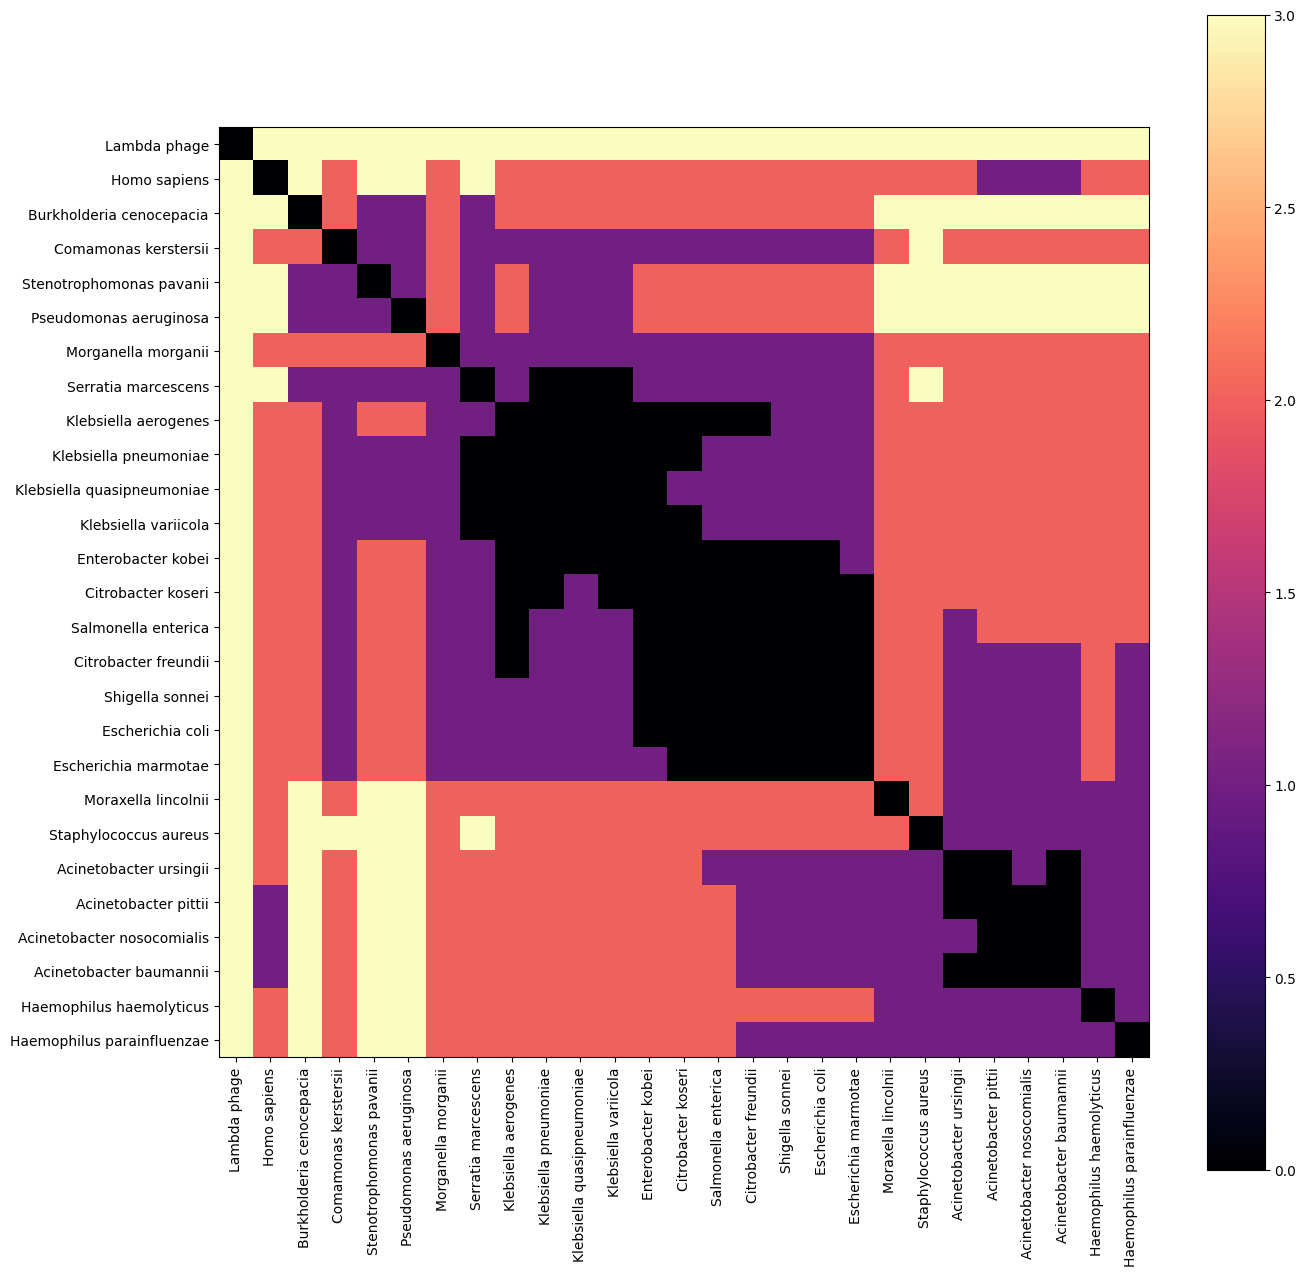 3.0
2.5
2.0
1.5
1.0
0.5
0.0
Lambda phage
Homo sapiens
Burkholderia cenocepacia
Comamonas kerstersii
Stenotrophomonas pavanii
Pseudomonas aeruginosa
Morganella morganii
Serratia marcescens
Klebsiella aerogenes
Klebsiella pneumoniae
Klebsiella quasipneumoniae
Klebsiella variicola
Enterobacter kobei
Citrobacter koseri
Salmonella enterica
Citrobacter freundii
Shigella sonnei
Escherichia coli
Escherichia marmotae
Moraxella lincolnii
Staphylococcus aureus
Acinetobacter ursingii
Acinetobacter pittii
Acinetobacter nosocomialis
Acinetobacter baumannii
Haemophilus haemolyticus
Haemophilus parainfluenzae
Lambda phage
Homo sapiens
Burkholderia cenocepacia
Comamonas kerstersii
Stenotrophomonas pavanii
Pseudomonas aeruginosa
Morganella morganii
Serratia marcescens
Klebsiella aerogenes
Klebsiella pneumoniae
Klebsiella quasipneumoniae
Klebsiella variicola
Enterobacter kobei
Citrobacter koseri
Salmonella enterica
Citrobacter freundii
Shigella sonnei
Escherichia coli
Escherichia marmotae
Moraxella lincolnii
Staphylococcus aureus
Acinetobacter ursingii
Acinetobacter pittii
Acinetobacter nosocomialis
Acinetobacter baumannii
Haemophilus haemolyticus
Haemophilus parainfluenzae